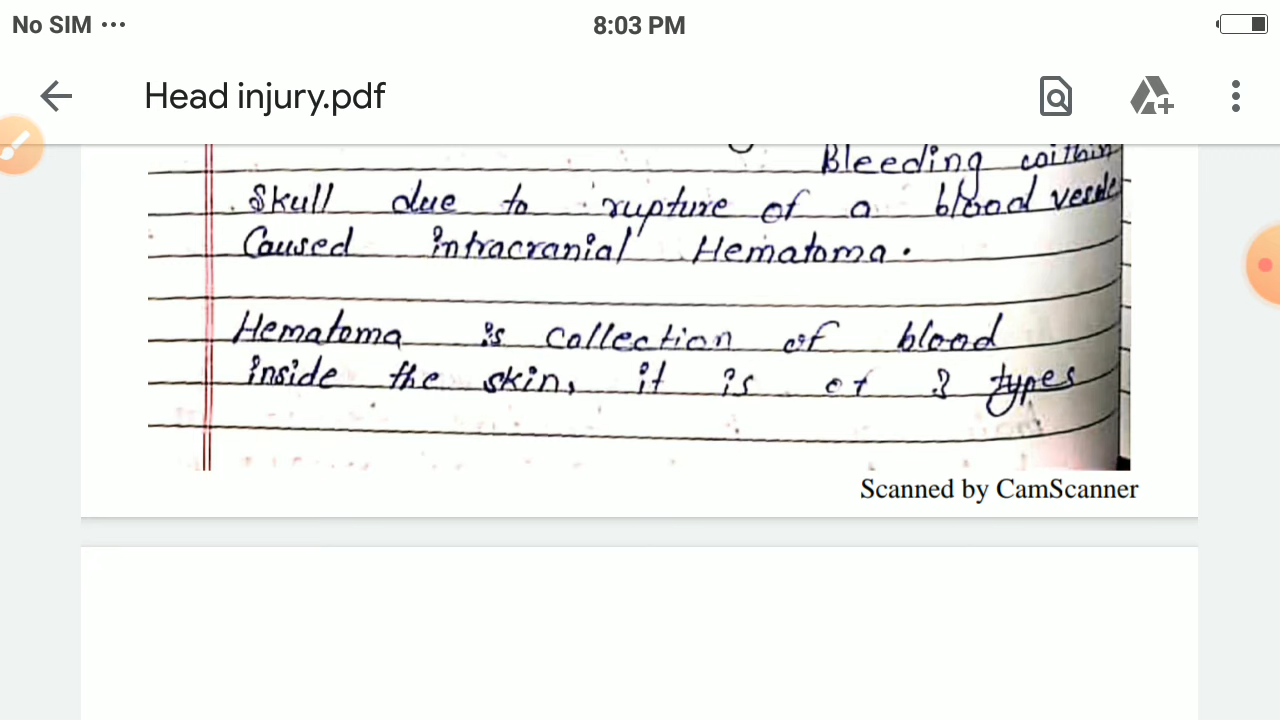 No SIM ...
8:03 PM
Head injury.pdf
Bleeding within
Skull due to rupture of a blood
Caused intracranial Hematoma.
Hematoma is collection of blood
inside the skin, it is of 3 types
Scanned by CamScanner